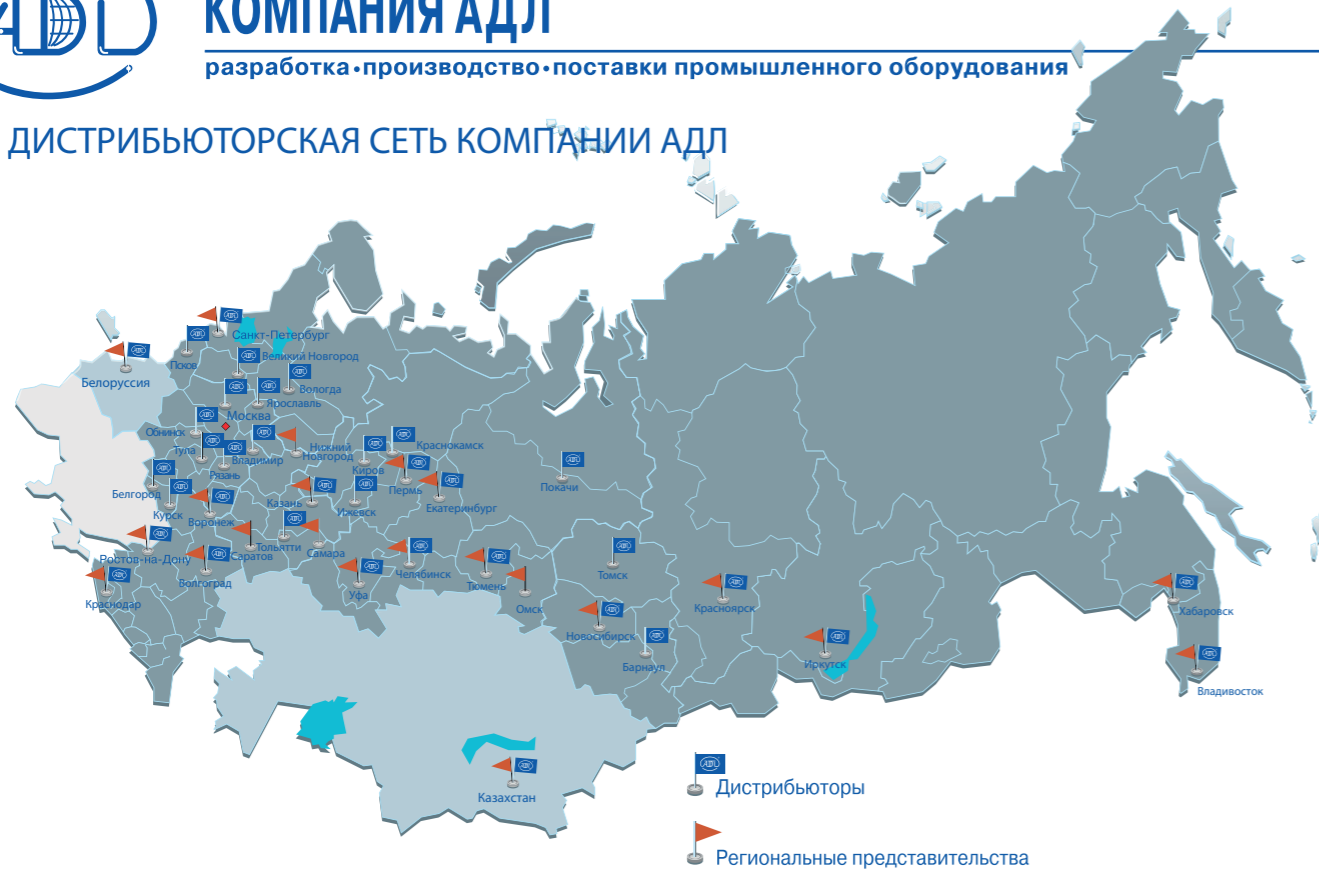 КОМПАНИЯ АДЛ
разработка•производство•поставки промышленного оборудования
ДИСТРИБЬЮТОРСКАЯ СЕТЬ КОМПАНИИ АДЛ
Санкт-Петербург
Псков
Великий Новгород
Белоруссия
Вологда
Ярославль
Москва
Обнинск
Тула
Владимир
Нижний
Новгород
Рязань
Краснокамск
Киров
Пермь
Екатеринбург
Покачи
Белгород
Курск
Воронеж
Казань
Ижевск
Ростов-на-Дону
Саратов
Тольятти
Самара
Волгоград
Краснодар
Уфа
Челябинск
Тюмень
Омск
Томск
Новосибирск
Барнаул
Красноярск
Иркутск
Хабаровск
Владивосток
Казахстан
Дистрибьюторы
Региональные представительства